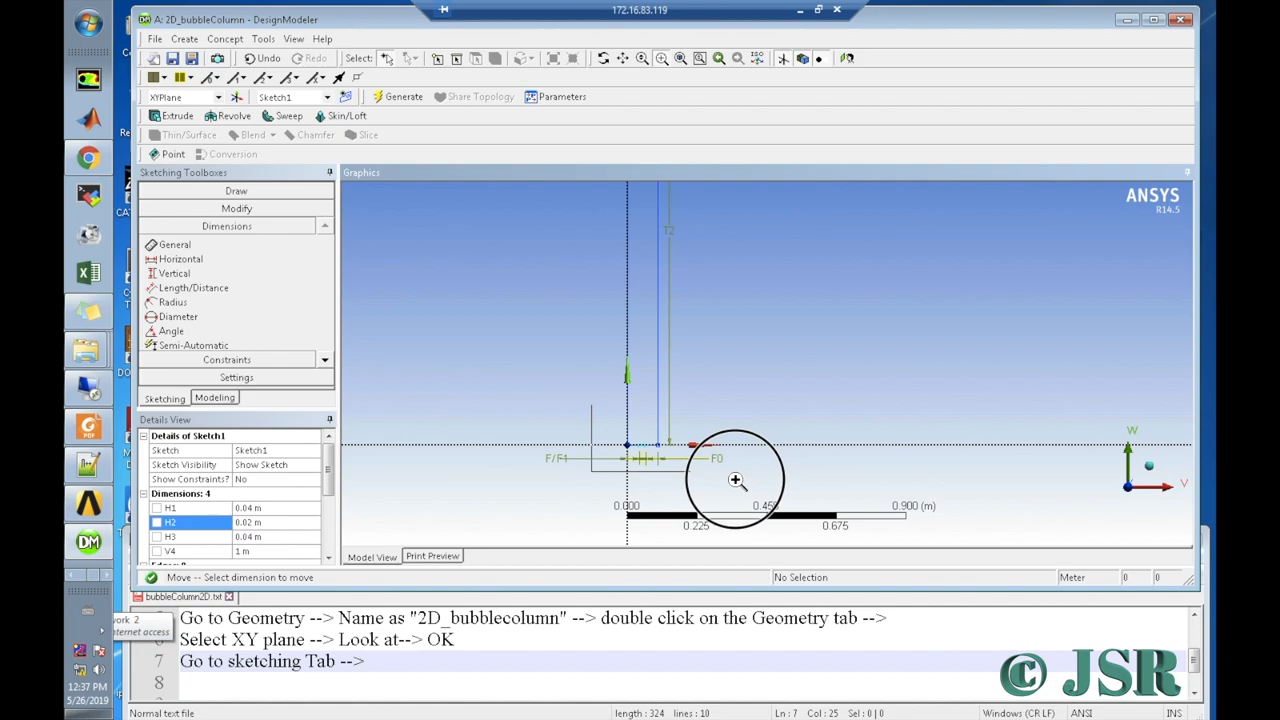 172.16.83.119
A: 2D_bubbleColumn - DesignModeler
File Create Concept Tools View Help
Undo Redo Select:
XYPlane Sketch1 Generate Share Topology Parameters
Extrude Revolve Sweep Skin/Loft
Thin/Surface Blend Chamfer Slice
Point Conversion
Sketching Toolboxes
Draw
Modify
Dimensions
General
Horizontal
Vertical
Length/Distance
Radius
Diameter
Angle
Semi-Automatic
Constraints
Settings
Sketching Modeling
Details View
Details of Sketch1
Sketch Sketch1
Sketch Visibility Show Sketch
Show Constraints? No
Dimensions: 4
H1 0.04 m
H2 0.02 m
H3 0.04 m
V4 1 m
Graphics
ANSYS
R14.5
0.000 0.900 (m)
0.225 0.675
Model View Print Preview
Move -- Select dimension to move No Selection Meter 0 0
bubbleColumn2D.txt
work 2
nternet access
Go to Geometry --> Name as "2D_bubblecolumn" --> double click on the Geometry tab -->
Select XY plane --> Look at--> OK
7 Go to sketching Tab -->
8
© JSR
12:37 PM
5/26/2019
Normal text file length : 324 lines : 10 Ln : 7 Col : 25 Sel : 0 | 0 Windows (CR LF) ANSI INS
PDF
DM